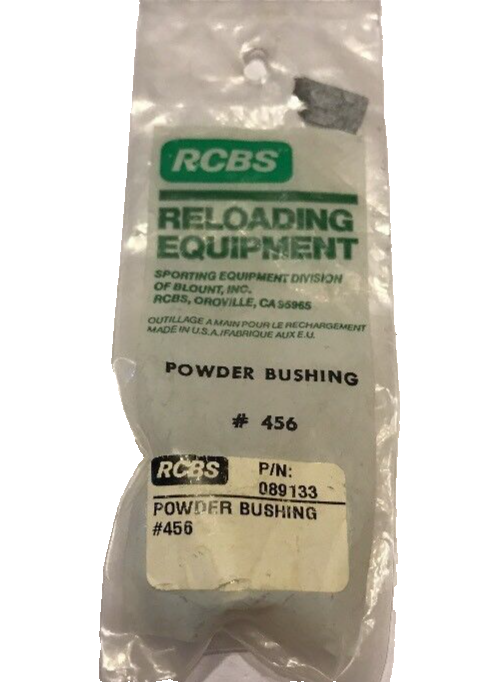 RCBS
RELOADING
EQUIPMENT
SPORTING EQUIPMENT DIVISION
OF BLOUNT, INC.
RCBS, OROVILLE, CA 95965
OUTILLAGE A MAIN POUR LE RECHARGEMENT
MADE IN U.S.A./FABRIQUE AUX E.U.
POWDER BUSHING
# 456
RCBS P/N:
089133
POWDER BUSHING
#456